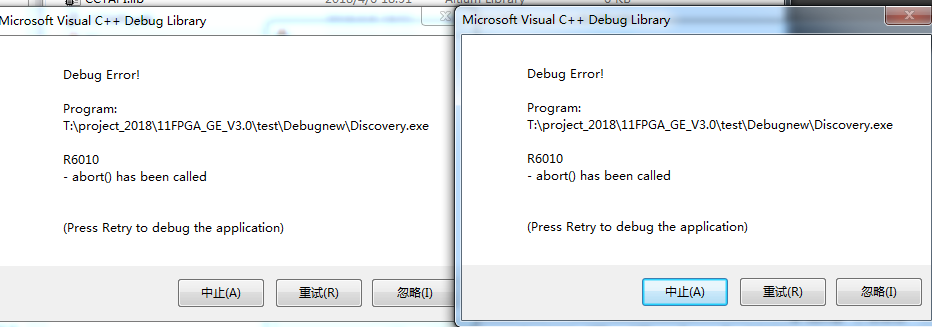 Microsoft Visual C++ Debug Library
Debug Error!
Program:
T:\project_2018\11FPGA_GE_V3.0\test\Debugnew\Discovery.exe
R6010
- abort() has been called
(Press Retry to debug the application)
中止(A)
重试(R)
忽略(I)
Microsoft Visual C++ Debug Library
Debug Error!
Program:
T:\project_2018\11FPGA_GE_V3.0\test\Debugnew\Discovery.exe
R6010
- abort() has been called
(Press Retry to debug the application)
中止(A)
重试(R)
忽略(I)